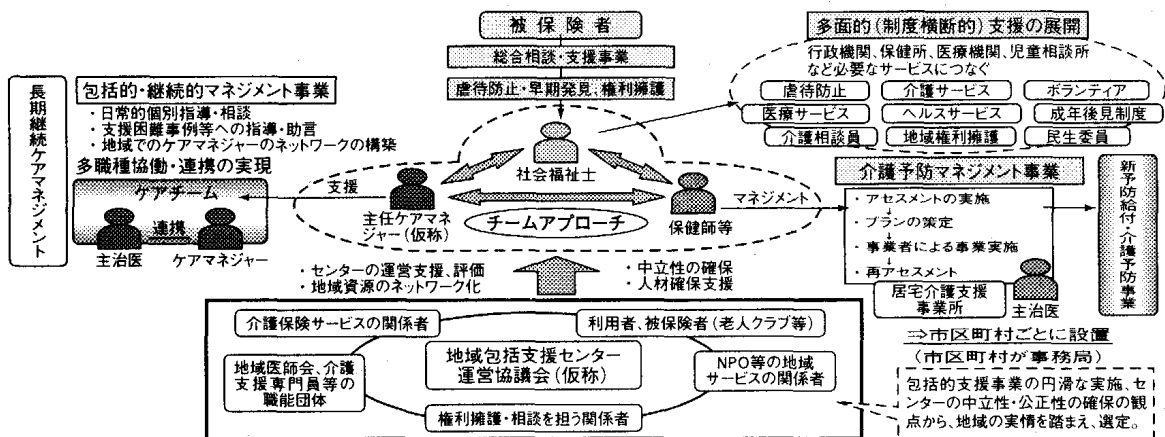 被保険者
総合相談・支援事業
虐待防止・早期発見、権利擁護
多面的(制度横断的)支援の展開
行政機関、保健所、医療機関、児童相談所
など必要なサービスにつなぐ
虐待防止
介護サービス
ボランティア
医療サービス
ヘルスサービス
成年後見制度
介護相談員
地域権利擁護
民生委員
長期継続ケアマネジメント
包括的・継続的マネジメント事業
・日常的個別指導・相談
・支援困難事例等への指導・助言
・地域でのケアマネジャーのネットワークの構築
多職種協働・連携の実現
ケアチーム
連携
主治医
ケアマネジャー
支援
社会福祉士
主任ケアマネ
ジャー(仮称)
チームアプローチ
保健師等
マネジメント
介護予防マネジメント事業
・アセスメントの実施
↓
・プランの策定
↓
・事業者による事業実施
↓
・再アセスメント
居宅介護支援
事業所
主治医
新予防給付・介護予防事業
・センターの運営支援、評価
・地域資源のネットワーク化
・中立性の確保
・人材確保支援
介護保険サービスの関係者
利用者、被保険者(老人クラブ等)
地域医師会、介護
支援専門員等の
職能団体
地域包括支援センター
運営協議会(仮称)
NPO等の地域
サービスの関係者
権利擁護・相談を担う関係者
⇒市区町村ごとに設置
(市区町村が事務局)
包括的支援事業の円滑な実施、セ
ンターの中立性・公正性の確保の観
点から、地域の実情を踏まえ、選定。